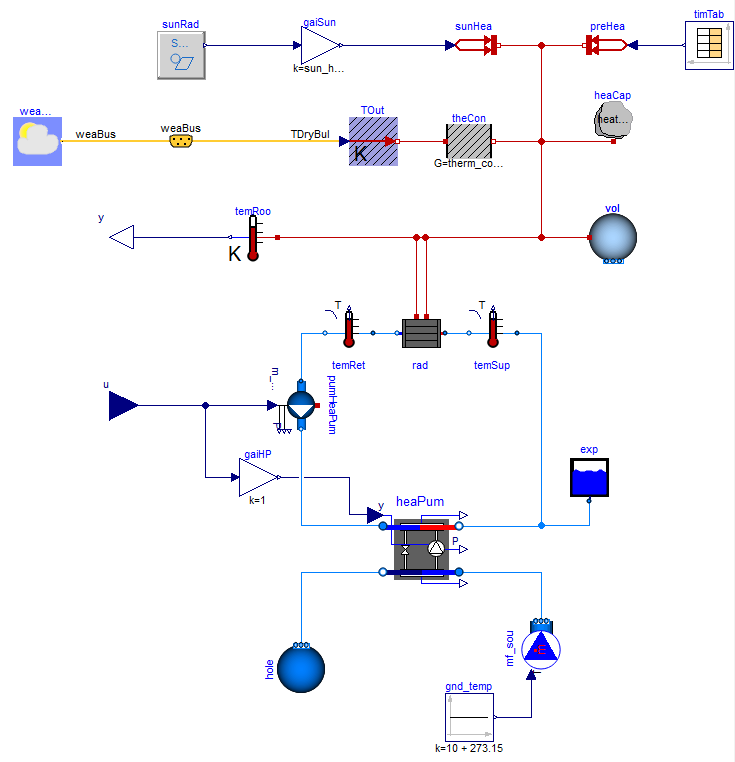 sunRad
gaiSun
sunHea
preHea
timTab
S...
k=sun_h...
wea...
weaBus
weaBus
TDryBul
TOut
K
theCon
G=therm_co...
heaCap
heat...
y
temRoo
K
vol
T
T
temRet
rad
temSup
u
m_...
pumHeaPum
P
gaiHP
k=1
exp
heaPum
y
P
hole
mf_sou
E
gnd_temp
k=10 + 273.15